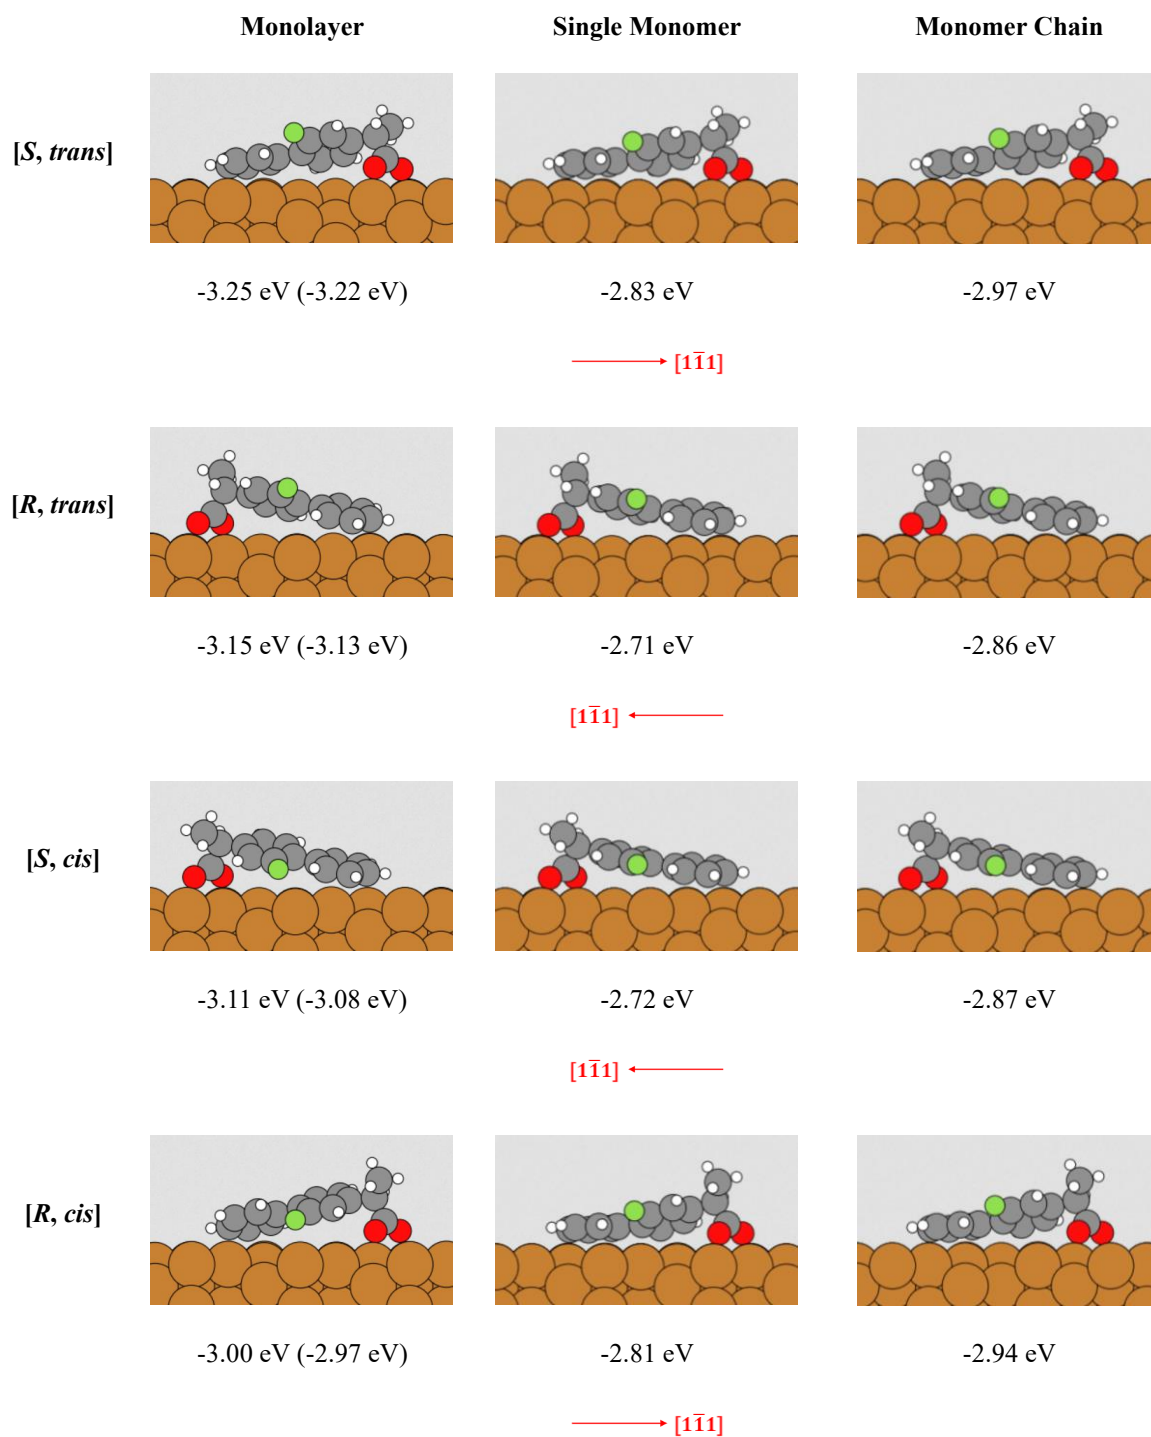 Monolayer Single Monomer Monomer Chain
[S, trans]
-3.25 eV (-3.22 eV) -2.83 eV -2.97 eV
[11̅1]
[R, trans]
-3.15 eV (-3.13 eV) -2.71 eV -2.86 eV
[11̅1]
[S, cis]
-3.11 eV (-3.08 eV) -2.72 eV -2.87 eV
[11̅1]
[R, cis]
-3.00 eV (-2.97 eV) -2.81 eV -2.94 eV
[11̅1]